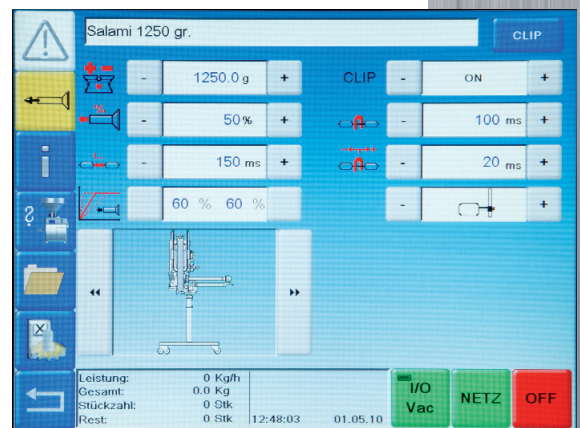 Salami 1250 gr.
CLIP
- 1250.0 g + CLIP - ON +
% - 50 % + - 100 ms +
- 150 ms + - 20 ms +
60 % 60 % - +
?
X
Leistung: 0 Kg/h
Gesamt: 0.0 Kg
Stückzahl: 0 Stk
Rest: 0 Stk 12:48:03 01.05.10
I/O
Vac
NETZ
OFF